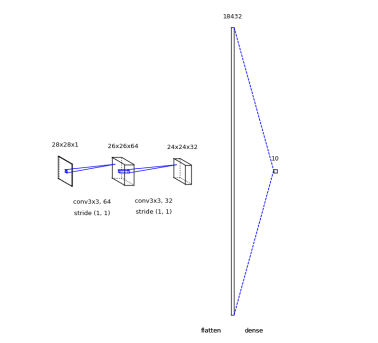 18432
28x28x1
26x26x64
24x24x32
10
conv3x3, 64
stride (1, 1)
conv3x3, 32
stride (1, 1)
flatten
dense